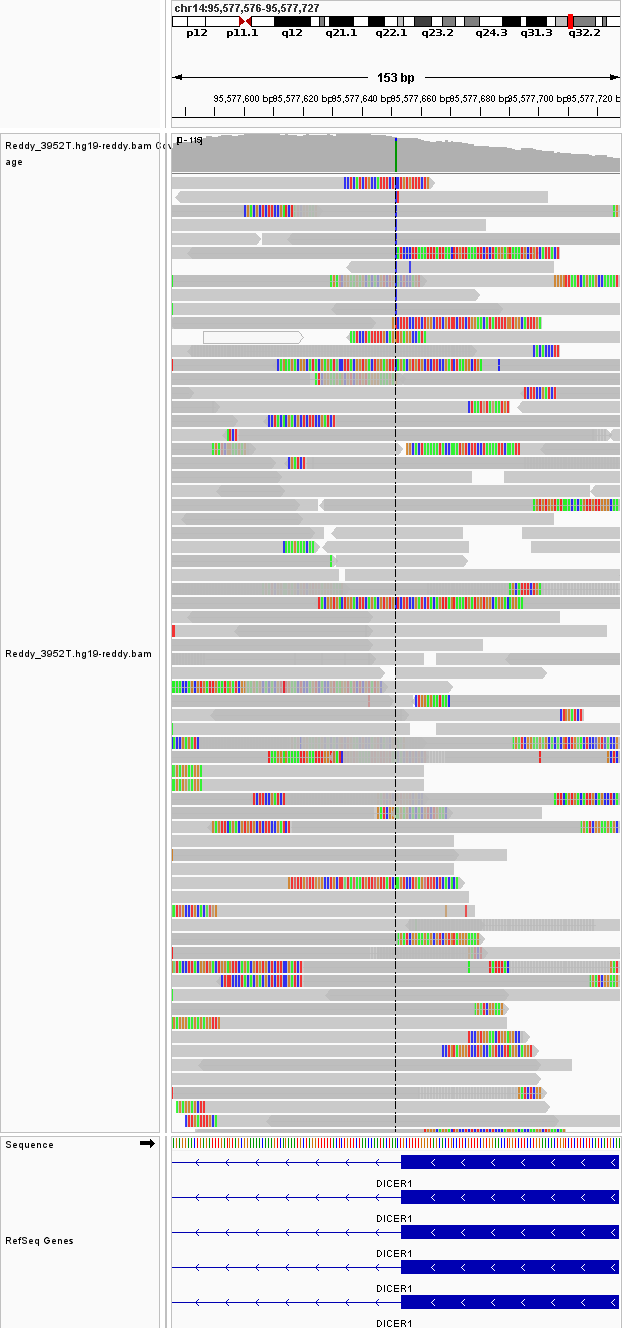 chr14:95,577,576-95,577,727
p12 p11.1 q12 q21.1 q22.1 q23.2 q24.3 q31.3 q32.2
153 bp
95,577,600 bp 95,577,620 bp 95,577,640 bp 95,577,660 bp 95,577,680 bp 95,577,700 bp 95,577,720 b
[0 - 115]
Reddy_3952T.hg19-reddy.bam Cov
age
Reddy_3952T.hg19-reddy.bam
Sequence
DICER1
DICER1
RefSeq Genes
DICER1
DICER1
DICER1